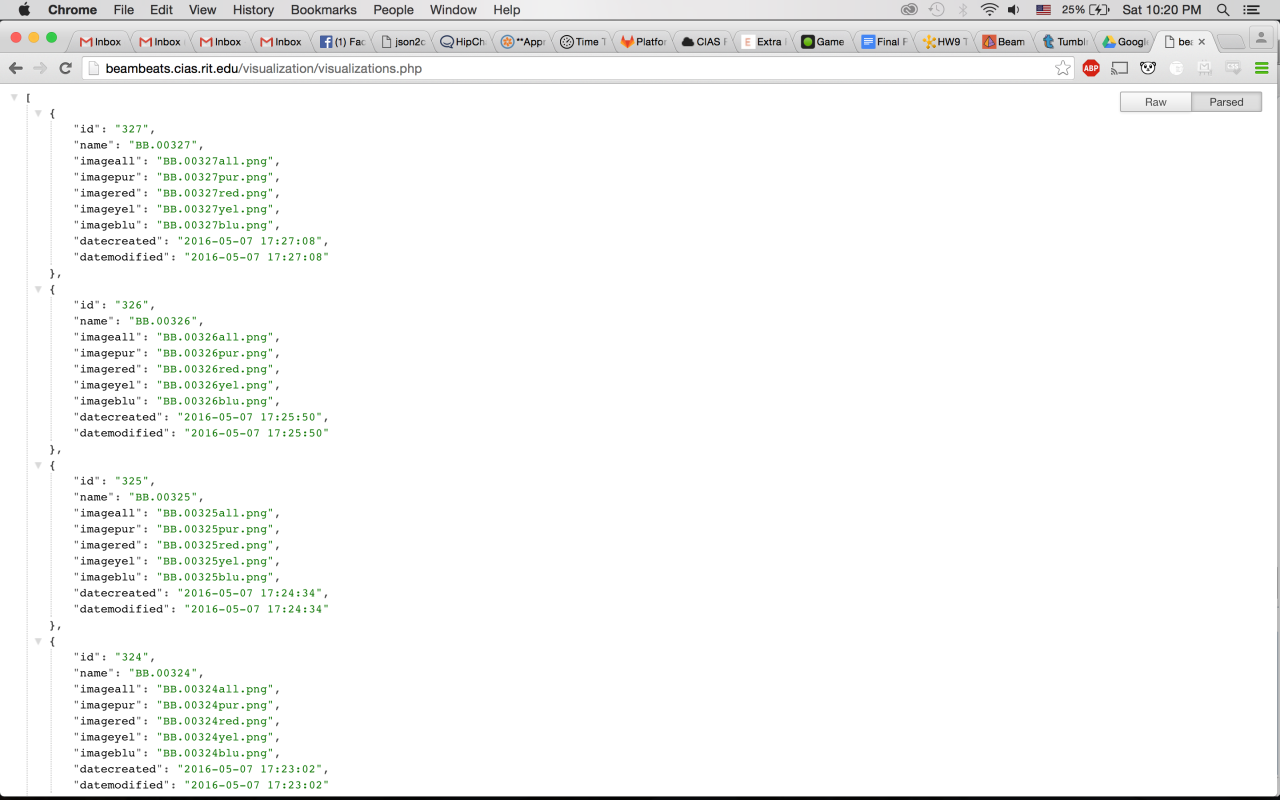 Chrome File Edit View History Bookmarks People Window Help 25% Sat 10:20 PM
Inbox Inbox Inbox Inbox (1) Fac json2c HipCh **Appr Time T Platfor CIAS F Extra Game Final P HW9 T Beam Tumbl Google bea
beambeats.cias.rit.edu/visualization/visualizations.php ABP
Raw Parsed
[
{
"id": "327",
"name": "BB.00327",
"imageall": "BB.00327all.png",
"imagepur": "BB.00327pur.png",
"imagered": "BB.00327red.png",
"imageyel": "BB.00327yel.png",
"imageblu": "BB.00327blu.png",
"datecreated": "2016-05-07 17:27:08",
"datemodified": "2016-05-07 17:27:08"
},
{
"id": "326",
"name": "BB.00326",
"imageall": "BB.00326all.png",
"imagepur": "BB.00326pur.png",
"imagered": "BB.00326red.png",
"imageyel": "BB.00326yel.png",
"imageblu": "BB.00326blu.png",
"datecreated": "2016-05-07 17:25:50",
"datemodified": "2016-05-07 17:25:50"
},
{
"id": "325",
"name": "BB.00325",
"imageall": "BB.00325all.png",
"imagepur": "BB.00325pur.png",
"imagered": "BB.00325red.png",
"imageyel": "BB.00325yel.png",
"imageblu": "BB.00325blu.png",
"datecreated": "2016-05-07 17:24:34",
"datemodified": "2016-05-07 17:24:34"
},
{
"id": "324",
"name": "BB.00324",
"imageall": "BB.00324all.png",
"imagepur": "BB.00324pur.png",
"imagered": "BB.00324red.png",
"imageyel": "BB.00324yel.png",
"imageblu": "BB.00324blu.png",
"datecreated": "2016-05-07 17:23:02",
"datemodified": "2016-05-07 17:23:02"